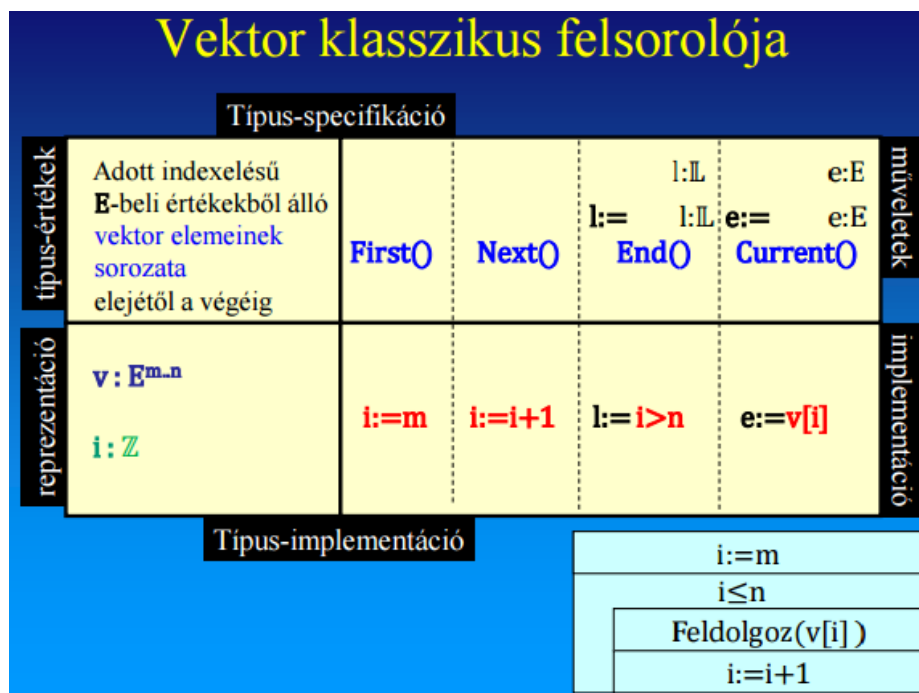 Vektor klasszikus felsorolója
Típus-specifikáció
típus-értékek
Adott indexelésű
E-beli értékekből álló
vektor elemeinek
sorozata
elejétől a végéig
First()
Next()
l:𝕃
l:= l:𝕃
End()
e:E
e:= e:E
Current()
műveletek
reprezentáció
v : E^m..n
i : ℤ
i:=m
i:=i+1
l:= i>n
e:=v[i]
implementáció
Típus-implementáció
i:=m
i≤n
Feldolgoz(v[i])
i:=i+1